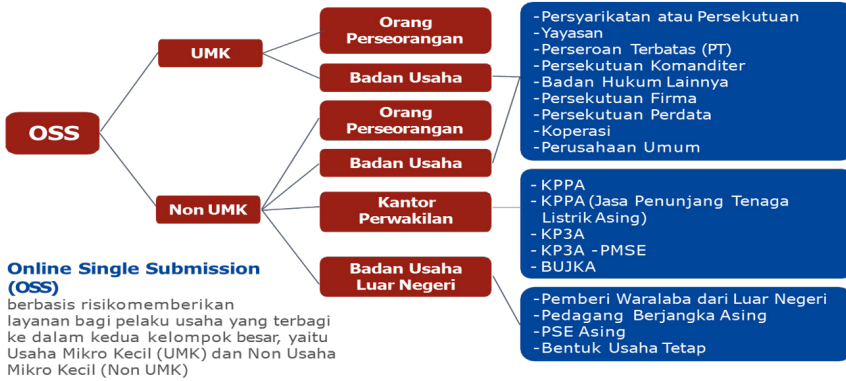 OSS
UMK
Non UMK
Orang
Perseorangan
Badan Usaha
Orang
Perseorangan
Badan Usaha
Kantor
Perwakilan
Badan Usaha
Luar Negeri
-Persyarikatan atau Persekutuan
-Yayasan
-Perseroan Terbatas (PT)
-Persekutuan Komanditer
-Badan Hukum Lainnya
-Persekutuan Firma
-Persekutuan Perdata
-Koperasi
-Perusahaan Umum
-KPPA
-KPPA (Jasa Penunjang Tenaga
Listrik Asing)
-KP3A
-KP3A -PMSE
-BUJKA
-Pemberi Waralaba dari Luar Negeri
-Pedagang Berjangka Asing
-PSE Asing
-Bentuk Usaha Tetap
Online Single Submission
(OSS)
berbasis risikomemberikan
layanan bagi pelaku usaha yang terbagi
ke dalam kedua kelompok besar, yaitu
Usaha Mikro Kecil (UMK) dan Non Usaha
Mikro Kecil (Non UMK)